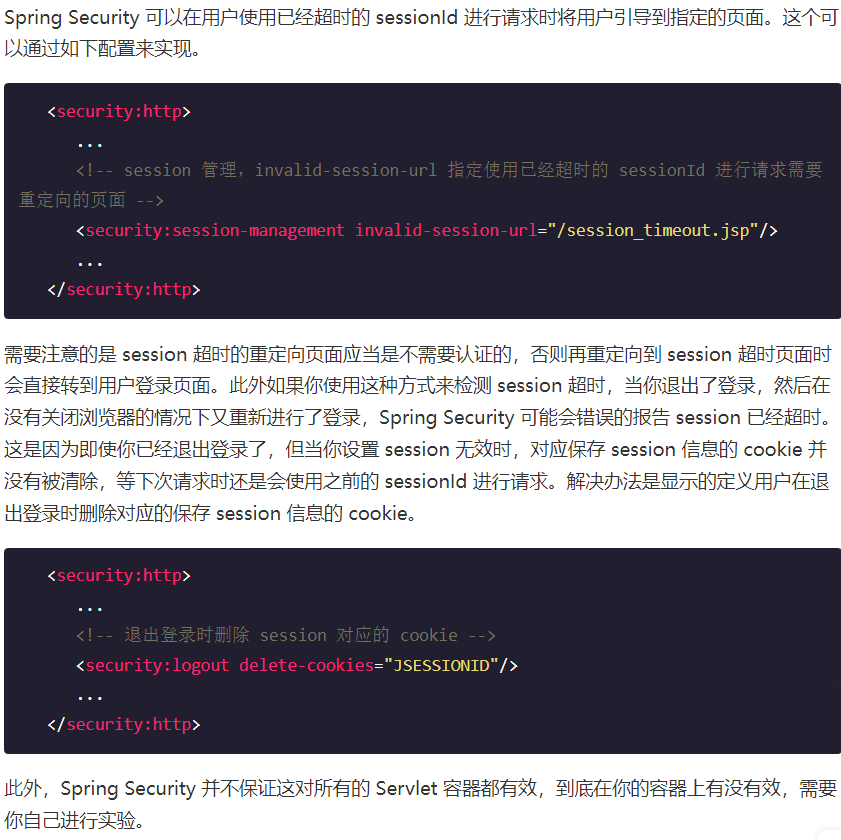 Spring Security 可以在用户使用已经超时的 sessionId 进行请求时将用户引导到指定的页面。这个可
以通过如下配置来实现。
<security:http>
...
<!-- session 管理，invalid-session-url 指定使用已经超时的 sessionId 进行请求需要
重定向的页面 -->
<security:session-management invalid-session-url="/session_timeout.jsp"/>
...
</security:http>
需要注意的是 session 超时的重定向页面应当是不需要认证的，否则再重定向到 session 超时页面时
会直接转到用户登录页面。此外如果你使用这种方式来检测 session 超时，当你退出了登录，然后在
没有关闭浏览器的情况下又重新进行了登录，Spring Security 可能会错误的报告 session 已经超时。
这是因为即使你已经退出登录了，但当你设置 session 无效时，对应保存 session 信息的 cookie 并
没有被清除，等下次请求时还是会使用之前的 sessionId 进行请求。解决办法是显示的定义用户在退
出登录时删除对应的保存 session 信息的 cookie。
<security:http>
...
<!-- 退出登录时删除 session 对应的 cookie -->
<security:logout delete-cookies="JSESSIONID"/>
...
</security:http>
此外，Spring Security 并不保证这对所有的 Servlet 容器都有效，到底在你的容器上有没有效，需要
你自己进行实验。